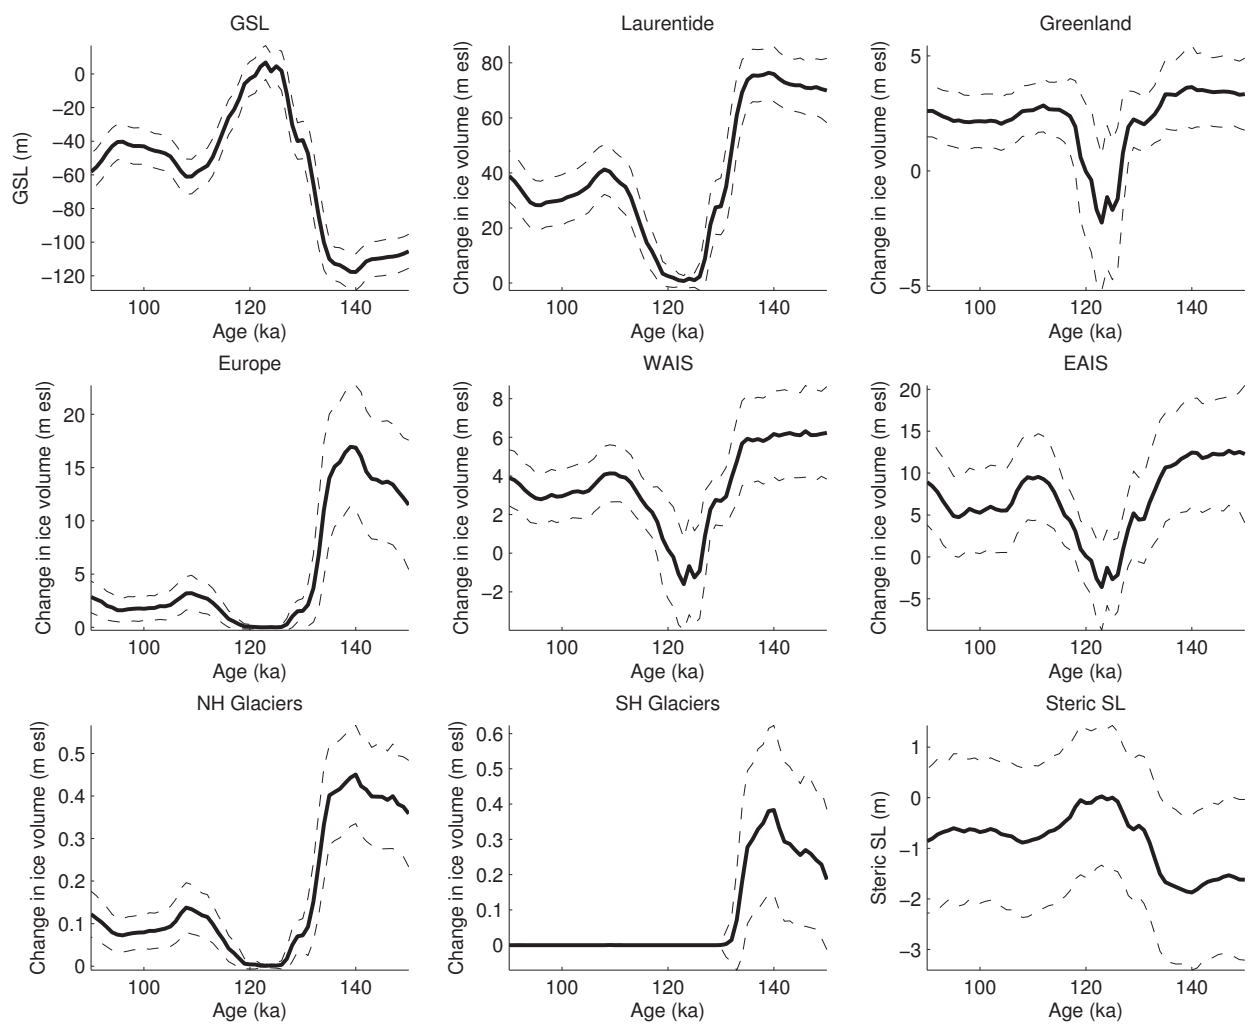 GSL
Laurentide
Greenland
GSL (m)
0
−20
−40
−60
−80
−100
−120
100
120
140
Age (ka)
Change in ice volume (m esl)
80
60
40
20
0
100
120
140
Age (ka)
Change in ice volume (m esl)
5
0
−5
100
120
140
Age (ka)
Europe
WAIS
EAIS
Change in ice volume (m esl)
20
15
10
5
0
100
120
140
Age (ka)
Change in ice volume (m esl)
8
6
4
2
0
−2
100
120
140
Age (ka)
Change in ice volume (m esl)
20
15
10
5
0
−5
100
120
140
Age (ka)
NH Glaciers
SH Glaciers
Steric SL
Change in ice volume (m esl)
0.5
0.4
0.3
0.2
0.1
0
100
120
140
Age (ka)
Change in ice volume (m esl)
0.6
0.5
0.4
0.3
0.2
0.1
0
100
120
140
Age (ka)
Steric SL (m)
1
0
−1
−2
−3
100
120
140
Age (ka)